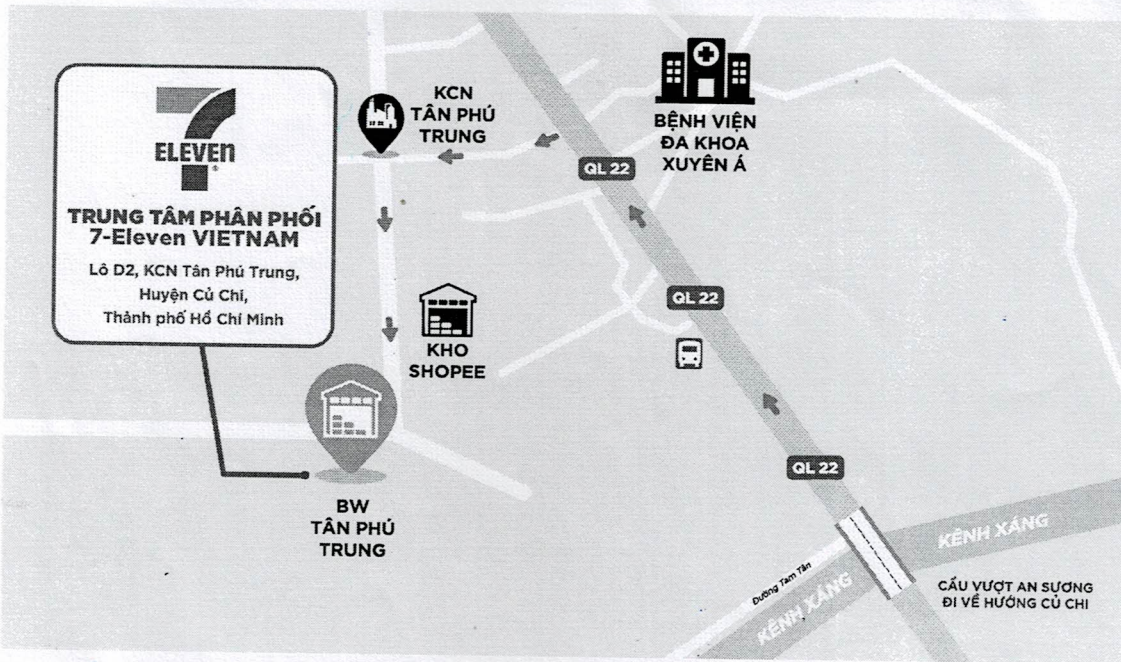 7
ELEVEn
®
TRUNG TÂM PHÂN PHỐI
7-Eleven VIETNAM
Lô D2, KCN Tân Phú Trung,
Huyện Củ Chi,
Thành phố Hồ Chí Minh
KCN
TÂN PHÚ
TRUNG
BỆNH VIỆN
ĐA KHOA
XUYÊN Á
QL 22
QL 22
KHO
SHOPEE
QL 22
BW
TÂN PHÚ
TRUNG
KÊNH XÁNG
Đường Tam Tân
KÊNH XÁNG
CẦU VƯỢT AN SƯƠNG
ĐI VỀ HƯỚNG CỦ CHI